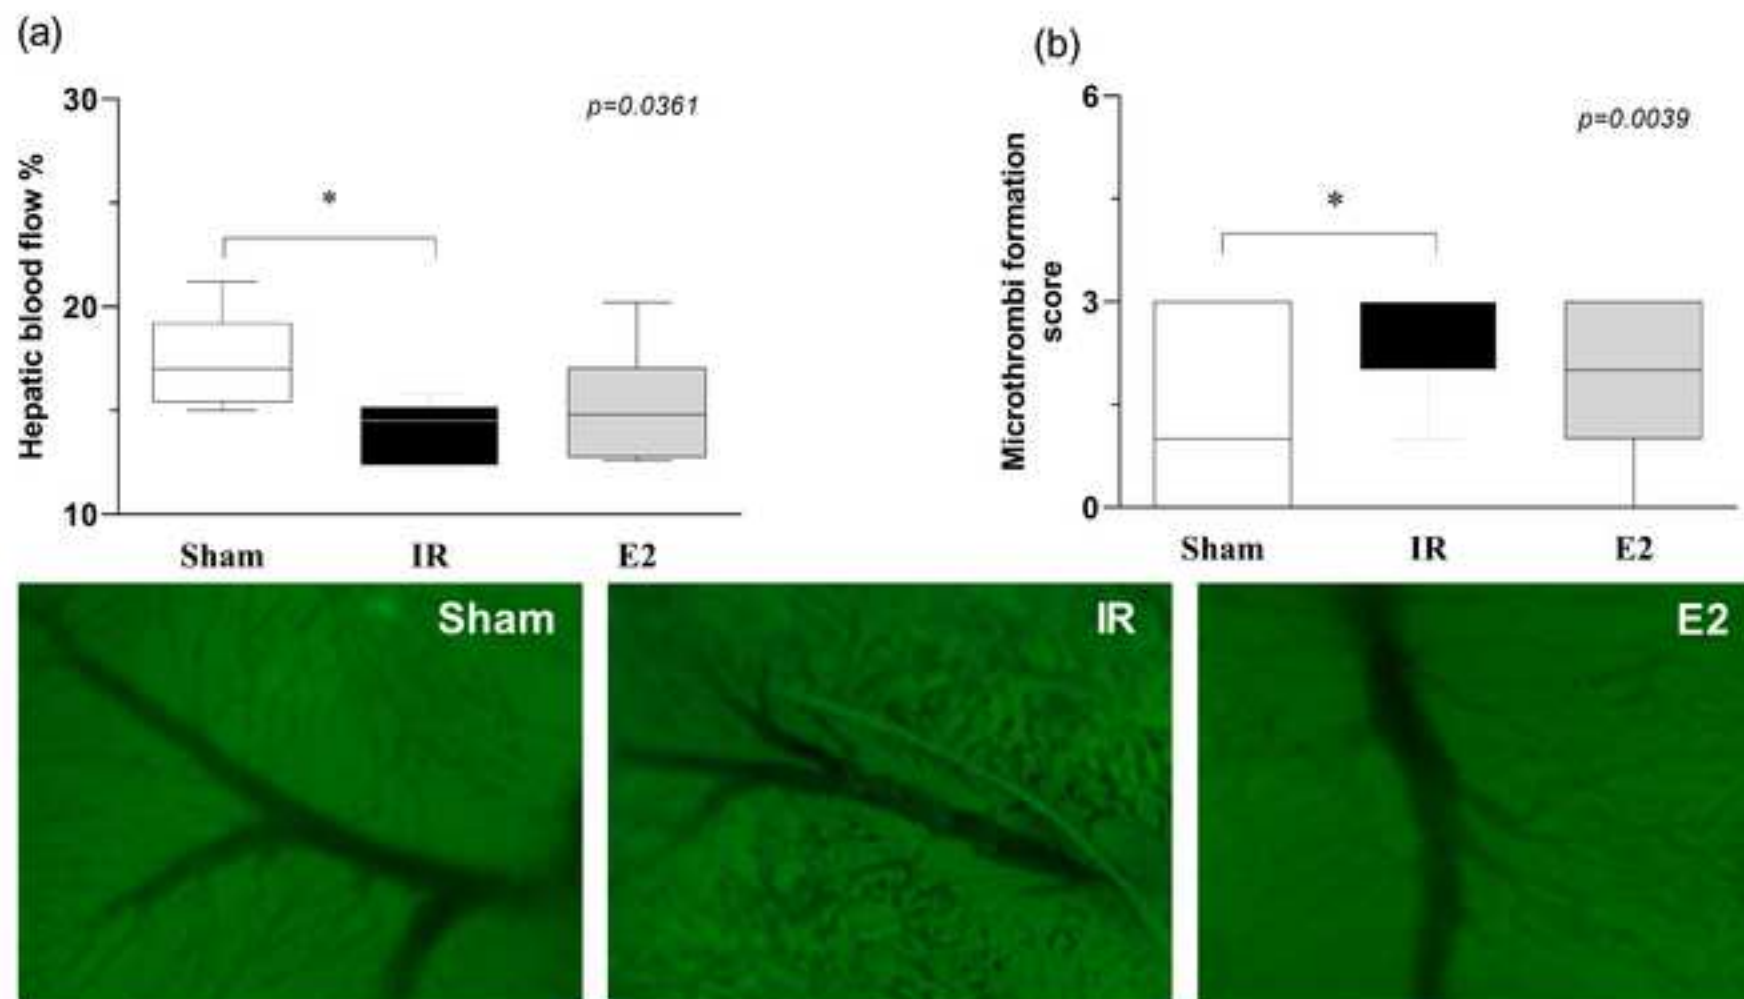 (a)
30
20
10
Hepatic blood flow %
p=0.0361
*
Sham IR E2
(b)
6
3
0
Microthrombi formation
score
p=0.0039
*
Sham IR E2
Sham
IR
E2